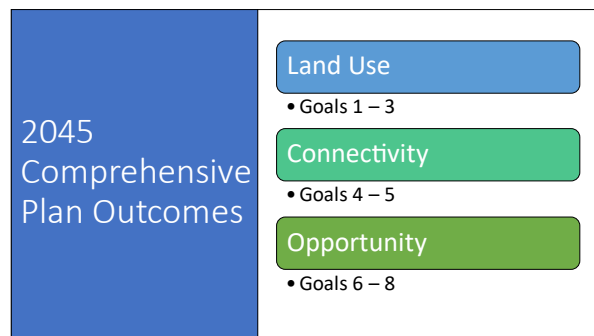 2045
Comprehensive
Plan Outcomes
Land Use
• Goals 1 – 3
Connectivity
• Goals 4 – 5
Opportunity
• Goals 6 – 8